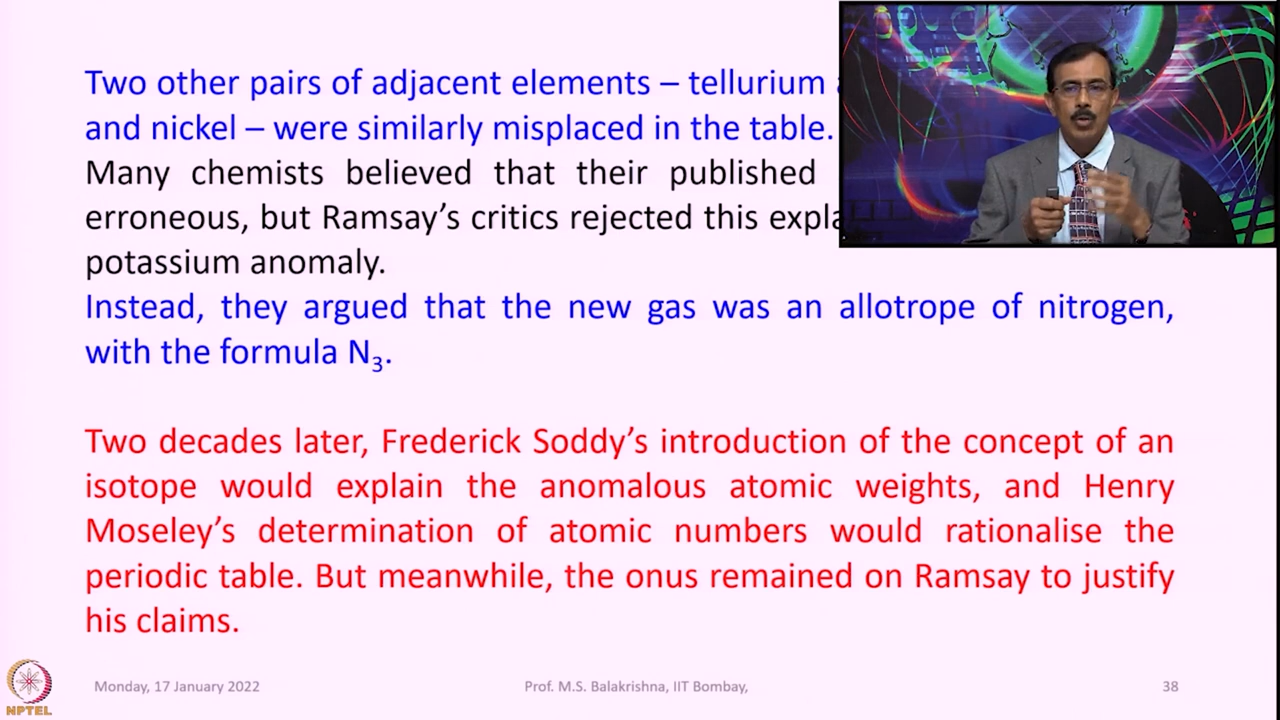 Two other pairs of adjacent elements – tellurium
and nickel – were similarly misplaced in the table.
Many chemists believed that their published
erroneous, but Ramsay's critics rejected this
potassium anomaly.
Instead, they argued that the new gas was an allotrope of nitrogen,
with the formula N₃.
Two decades later, Frederick Soddy's introduction of the concept of an
isotope would explain the anomalous atomic weights, and Henry
Moseley's determination of atomic numbers would rationalise the
periodic table. But meanwhile, the onus remained on Ramsay to justify
his claims.
NPTEL
Monday, 17 January 2022
Prof. M.S. Balakrishna, IIT Bombay,
38